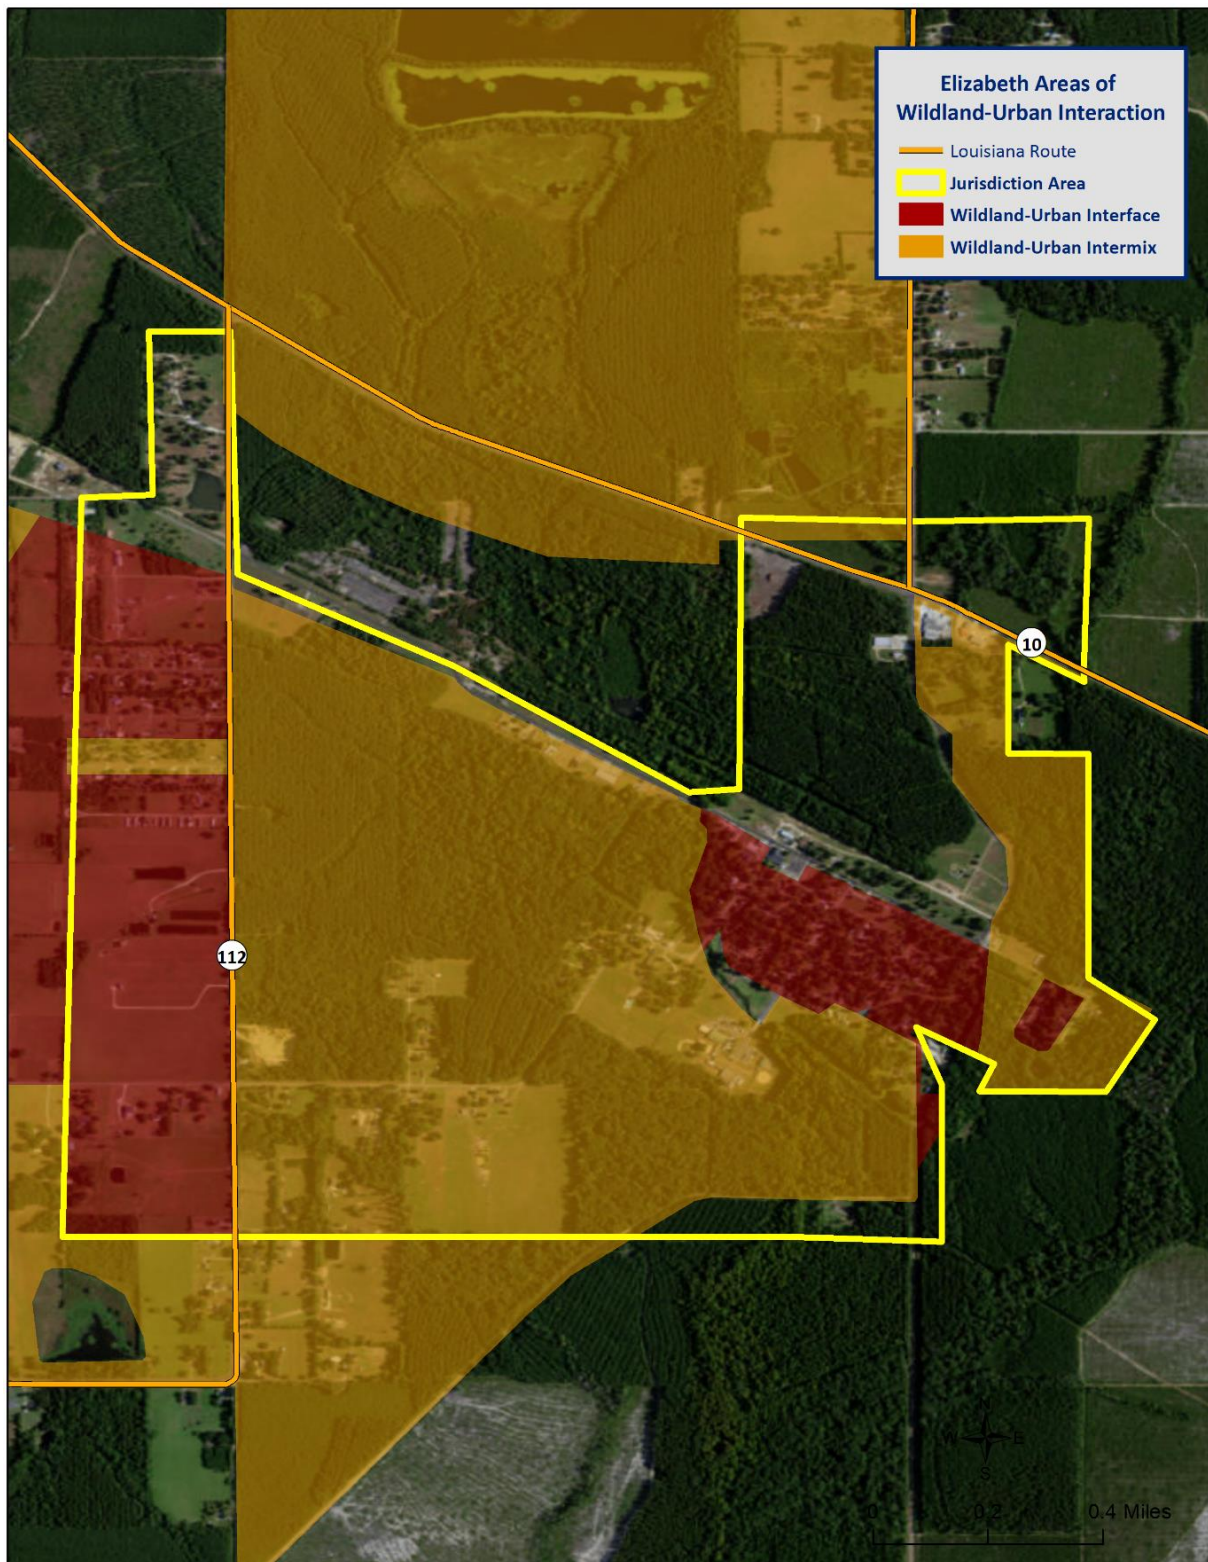 Elizabeth Areas of
Wildland-Urban Interaction
Louisiana Route
Jurisdiction Area
Wildland-Urban Interface
Wildland-Urban Intermix
10
112
N
W E
S
0 0.2 0.4 Miles